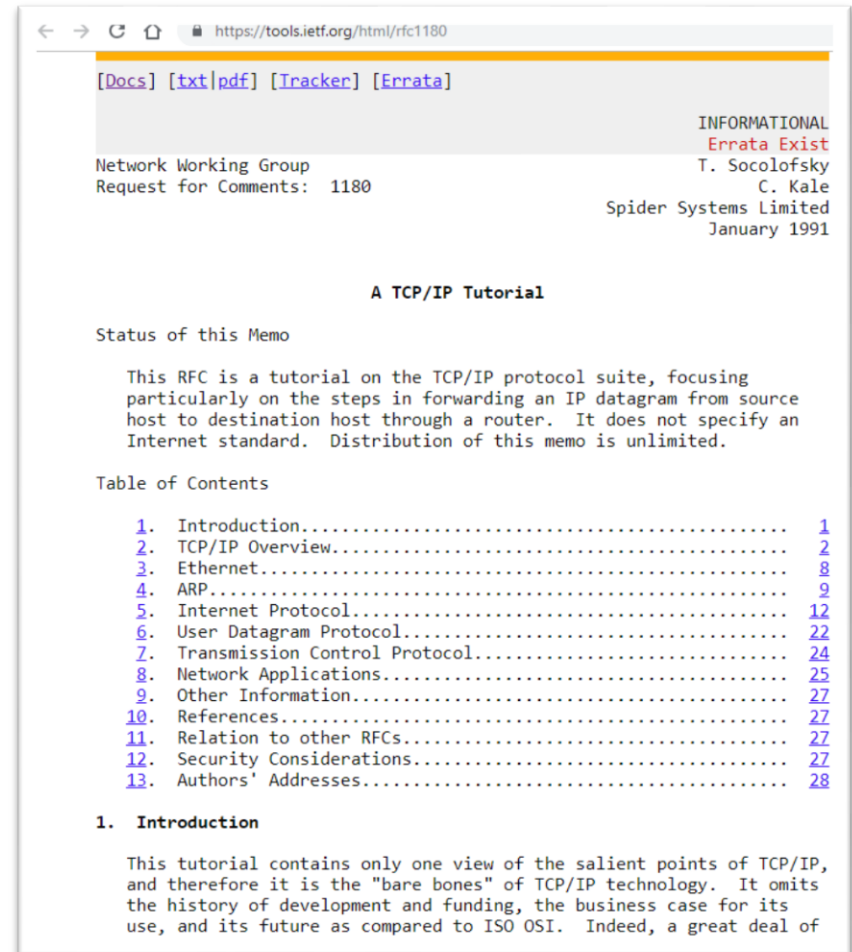 https://tools.ietf.org/html/rfc1180
[Docs] [txt|pdf] [Tracker] [Errata]
INFORMATIONAL
Errata Exist
Network Working Group T. Socolofsky
Request for Comments: 1180 C. Kale
Spider Systems Limited
January 1991
A TCP/IP Tutorial
Status of this Memo
This RFC is a tutorial on the TCP/IP protocol suite, focusing
particularly on the steps in forwarding an IP datagram from source
host to destination host through a router. It does not specify an
Internet standard. Distribution of this memo is unlimited.
Table of Contents
1. Introduction................................................ 1
2. TCP/IP Overview............................................. 2
3. Ethernet.................................................... 8
4. ARP......................................................... 9
5. Internet Protocol........................................... 12
6. User Datagram Protocol...................................... 22
7. Transmission Control Protocol............................... 24
8. Network Applications........................................ 25
9. Other Information........................................... 27
10. References.................................................. 27
11. Relation to other RFCs...................................... 27
12. Security Considerations..................................... 27
13. Authors' Addresses.......................................... 28
1. Introduction
This tutorial contains only one view of the salient points of TCP/IP,
and therefore it is the "bare bones" of TCP/IP technology. It omits
the history of development and funding, the business case for its
use, and its future as compared to ISO OSI. Indeed, a great deal of